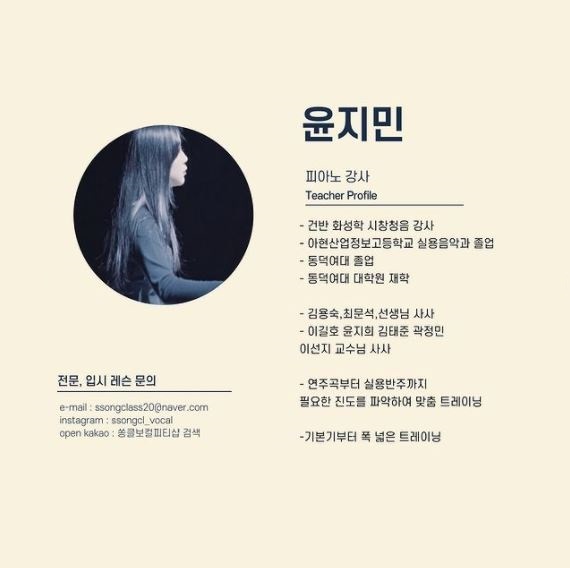 윤지민
피아노 강사
Teacher Profile
- 건반 화성학 시창청음 강사
- 아현산업정보고등학교 실용음악과 졸업
- 동덕여대 졸업
- 동덕여대 대학원 재학
- 김용숙,최문석,선생님 사사
- 이길호 윤지희 김태준 곽정민
이선지 교수님 사사
- 연주곡부터 실용반주까지
필요한 진도를 파악하여 맞춤 트레이닝
-기본기부터 폭 넓은 트레이닝
전문, 입시 레슨 문의
e-mail : ssongclass20@naver.com
instagram : ssongcl_vocal
open kakao : 쏭클보컬피티샵 검색